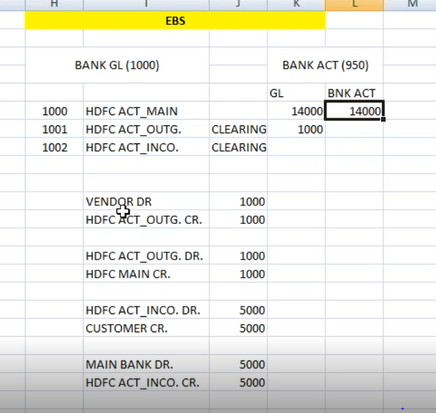 H I J K L M
EBS
BANK GL (1000) BANK ACT (950)
GL BNK ACT
1000 HDFC ACT_MAIN 14000 14000
1001 HDFC ACT_OUTG. CLEARING 1000
1002 HDFC ACT_INCO. CLEARING
VENDOR DR 1000
HDFC ACT_OUTG. CR. 1000
HDFC ACT_OUTG. DR. 1000
HDFC MAIN CR. 1000
HDFC ACT_INCO. DR. 5000
CUSTOMER CR. 5000
MAIN BANK DR. 5000
HDFC ACT_INCO. CR. 5000